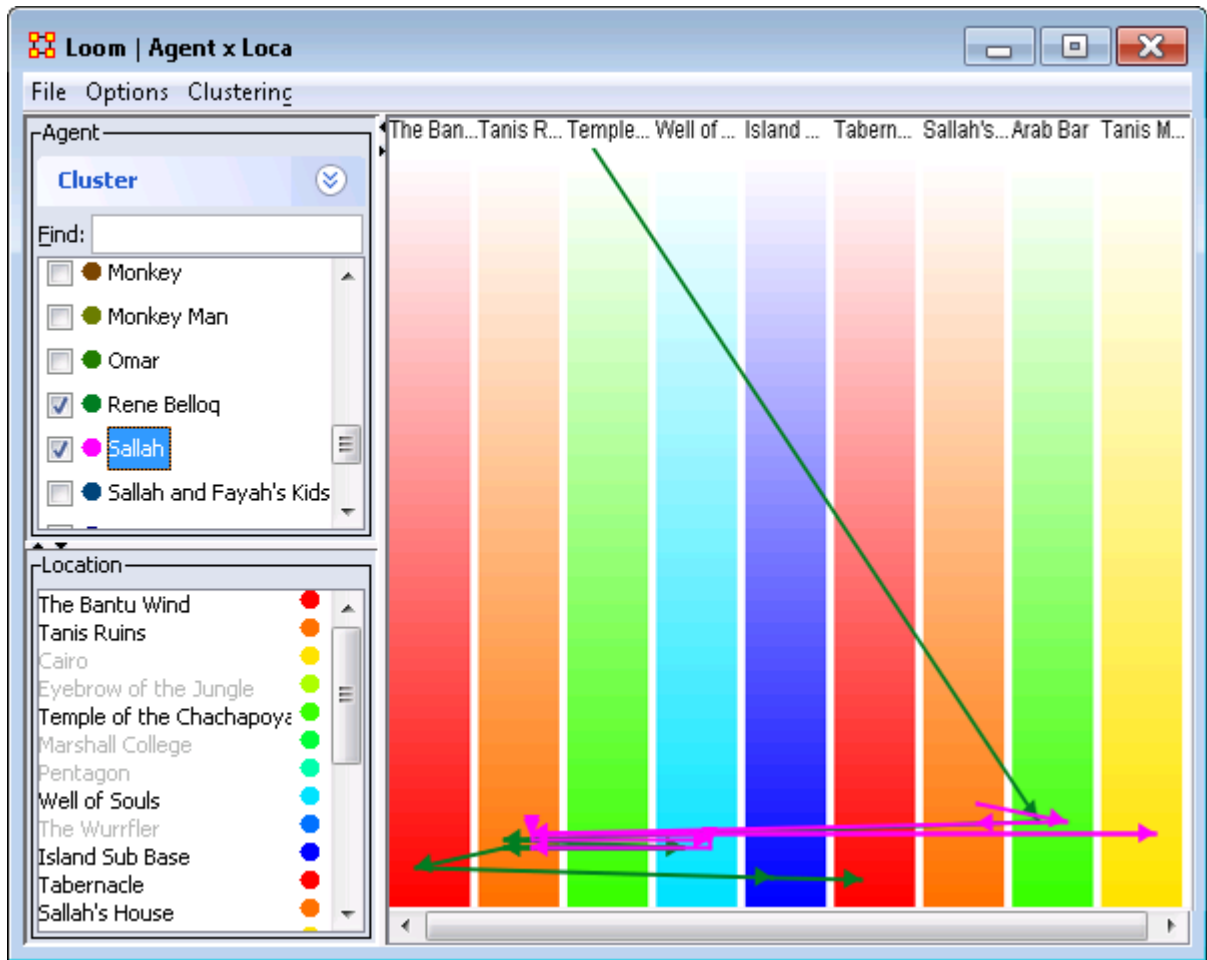 Loom | Agent x Loca
File Options Clustering
Agent
Cluster
Find:
Monkey
Monkey Man
Omar
Rene Belloq
Sallah
Sallah and Fayah's Kids
Location
The Bantu Wind
Tanis Ruins
Cairo
Eyebrow of the Jungle
Temple of the Chachapoya
Marshall College
Pentagon
Well of Souls
The Wurrfler
Island Sub Base
Tabernacle
Sallah's House
The Ban... Tanis R... Temple... Well of ... Island ... Tabern... Sallah's... Arab Bar Tanis M...